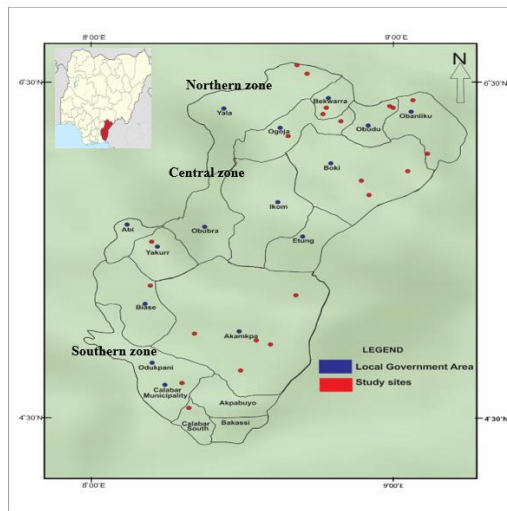 8°00'
9°00'
6°30'N
6°30'N
N
Northern zone
Bekwarra
Yala
Obudu
Obanliku
Ogoja
Boki
Central zone
Ikom
Abi
Obubra
Etung
Yakurr
Biase
Akamkpa
Southern zone
LEGEND
Local Government Area
Study sites
Odukpani
Calabar
Municipality
Akpabuyo
Calabar
South
Bakassi
4°30'N
4°30'N
8°00'E
9°00'E